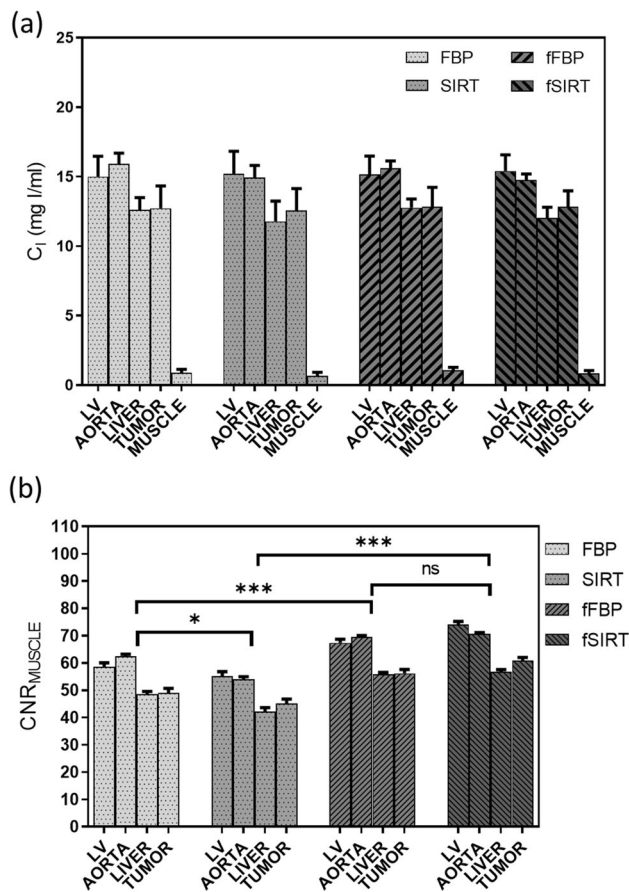 (a)
25
20
15
10
5
0
C_I (mg I/ml)
FBP
SIRT
fFBP
fSIRT
LV
AORTA
LIVER
TUMOR
MUSCLE
LV
AORTA
LIVER
TUMOR
MUSCLE
LV
AORTA
LIVER
TUMOR
MUSCLE
LV
AORTA
LIVER
TUMOR
MUSCLE
(b)
110
100
90
80
70
60
50
40
30
20
10
0
CNR_MUSCLE
***
ns
***
*
FBP
SIRT
fFBP
fSIRT
LV
AORTA
LIVER
TUMOR
LV
AORTA
LIVER
TUMOR
LV
AORTA
LIVER
TUMOR
LV
AORTA
LIVER
TUMOR